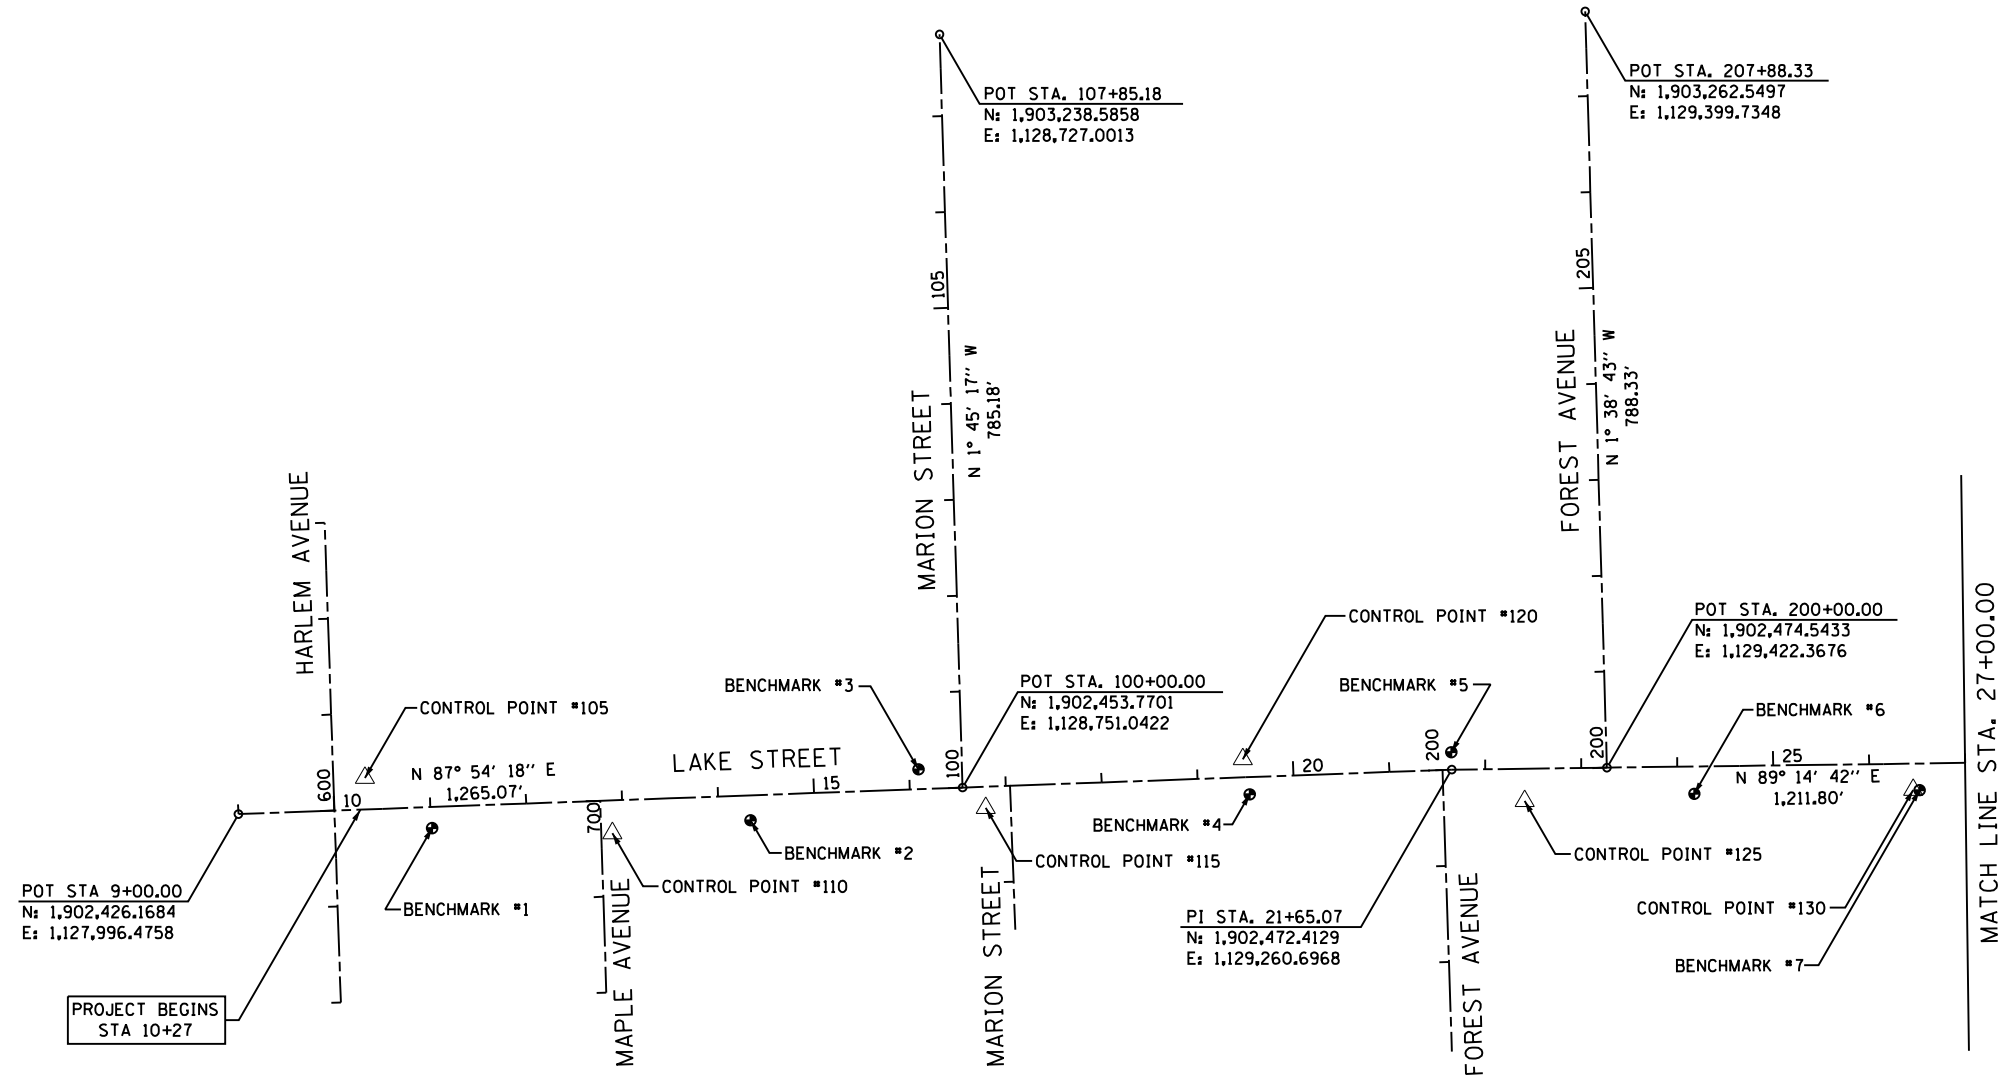 POT STA. 107+85.18
N: 1,903,238.5858
E: 1,128,727.0013
POT STA. 207+88.33
N: 1,903,262.5497
E: 1,129,399.7348
105
205
MARION STREET
N 1° 45' 17'' W
785.18'
FOREST AVENUE
N 1° 38' 43'' W
788.33'
HARLEM AVENUE
CONTROL POINT #120
POT STA. 200+00.00
N: 1,902,474.5433
E: 1,129,422.3676
MATCH LINE STA. 27+00.00
BENCHMARK #3
POT STA. 100+00.00
N: 1,902,453.7701
E: 1,128,751.0422
BENCHMARK #5
CONTROL POINT #105
BENCHMARK #6
600
10
N 87° 54' 18'' E
1,265.07'
LAKE STREET
15
100
20
200
200
25
N 89° 14' 42'' E
1,211.80'
700
BENCHMARK #4
BENCHMARK #2
CONTROL POINT #115
CONTROL POINT #125
CONTROL POINT #110
POT STA 9+00.00
N: 1,902,426.1684
E: 1,127,996.4758
BENCHMARK #1
CONTROL POINT #130
PI STA. 21+65.07
N: 1,902,472.4129
E: 1,129,260.6968
BENCHMARK #7
MAPLE AVENUE
MARION STREET
FOREST AVENUE
PROJECT BEGINS
STA 10+27